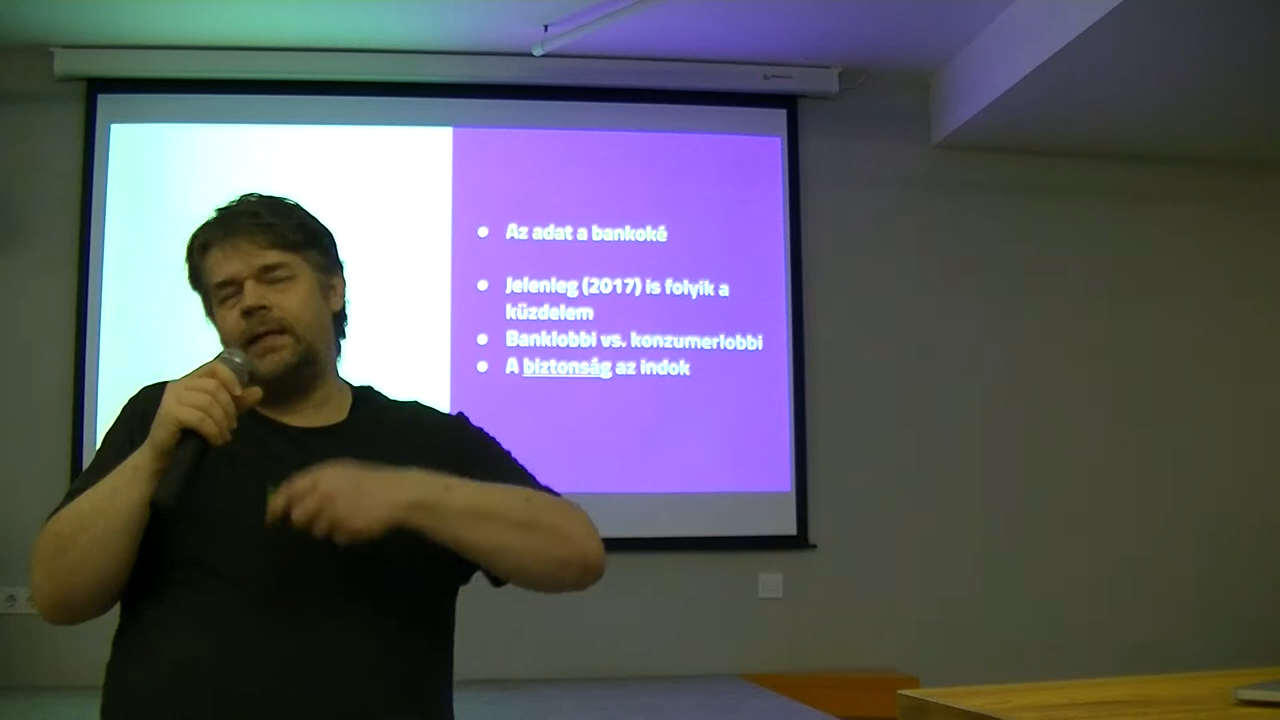 Az adat a bankoké
Jelenleg (2017) is folyik a
küzdelem
Banklobbi vs. konzumerlobbi
A biztonság az indok